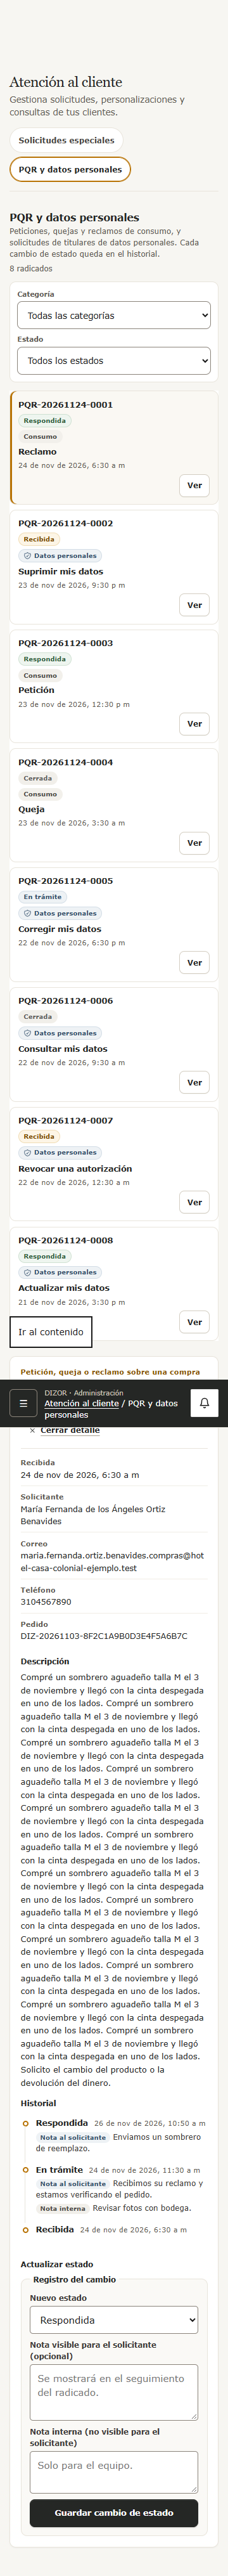 Atención al cliente
Gestiona solicitudes, personalizaciones y
consultas de tus clientes.
Solicitudes especiales
PQR y datos personales
PQR y datos personales
Peticiones, quejas y reclamos de consumo, y
solicitudes de titulares de datos personales. Cada
cambio de estado queda en el historial.
8 radicados
Categoría
Todas las categorías
Estado
Todos los estados
PQR-20261124-0001
Respondida
Consumo
Reclamo
24 de nov de 2026, 6:30 a m
Ver
PQR-20261124-0002
Recibida
Datos personales
Suprimir mis datos
23 de nov de 2026, 9:30 p m
Ver
PQR-20261124-0003
Respondida
Consumo
Petición
23 de nov de 2026, 12:30 p m
Ver
PQR-20261124-0004
Cerrada
Consumo
Queja
23 de nov de 2026, 3:30 a m
Ver
PQR-20261124-0005
En trámite
Datos personales
Corregir mis datos
22 de nov de 2026, 6:30 p m
Ver
PQR-20261124-0006
Cerrada
Datos personales
Consultar mis datos
22 de nov de 2026, 9:30 a m
Ver
PQR-20261124-0007
Recibida
Datos personales
Revocar una autorización
22 de nov de 2026, 12:30 a m
Ver
PQR-20261124-0008
Respondida
Datos personales
Actualizar mis datos
21 de nov de 2026, 3:30 p m
Ver
Ir al contenido
Petición, queja o reclamo sobre una compra
DIZOR · Administración
Atención al cliente / PQR y datos
personales
× Cerrar detalle
Recibida
24 de nov de 2026, 6:30 a m
Solicitante
María Fernanda de los Ángeles Ortiz
Benavides
Correo
maria.fernanda.ortiz.benavides.compras@hot
el-casa-colonial-ejemplo.test
Teléfono
3104567890
Pedido
DIZ-20261103-8F2C1A9B0D3E4F5A6B7C
Descripción
Compré un sombrero aguadeño talla M el 3
de noviembre y llegó con la cinta despegada
en uno de los lados. Compré un sombrero
aguadeño talla M el 3 de noviembre y llegó
con la cinta despegada en uno de los lados.
Compré un sombrero aguadeño talla M el 3
de noviembre y llegó con la cinta despegada
en uno de los lados. Compré un sombrero
aguadeño talla M el 3 de noviembre y llegó
con la cinta despegada en uno de los lados.
Compré un sombrero aguadeño talla M el 3
de noviembre y llegó con la cinta despegada
en uno de los lados. Compré un sombrero
aguadeño talla M el 3 de noviembre y llegó
con la cinta despegada en uno de los lados.
Compré un sombrero aguadeño talla M el 3
de noviembre y llegó con la cinta despegada
en uno de los lados. Compré un sombrero
aguadeño talla M el 3 de noviembre y llegó
con la cinta despegada en uno de los lados.
Compré un sombrero aguadeño talla M el 3
de noviembre y llegó con la cinta despegada
en uno de los lados. Compré un sombrero
aguadeño talla M el 3 de noviembre y llegó
con la cinta despegada en uno de los lados.
Compré un sombrero aguadeño talla M el 3
de noviembre y llegó con la cinta despegada
en uno de los lados. Compré un sombrero
aguadeño talla M el 3 de noviembre y llegó
con la cinta despegada en uno de los lados.
Solicito el cambio del producto o la
devolución del dinero.
Historial
Respondida 26 de nov de 2026, 10:50 a m
Nota al solicitante Enviamos un sombrero
de reemplazo.
En trámite 24 de nov de 2026, 11:30 a m
Nota al solicitante Recibimos su reclamo y
estamos verificando el pedido.
Nota interna Revisar fotos con bodega.
Recibida 24 de nov de 2026, 6:30 a m
Actualizar estado
Registro del cambio
Nuevo estado
Respondida
Nota visible para el solicitante
(opcional)
Se mostrará en el seguimiento
del radicado.
Nota interna (no visible para el
solicitante)
Solo para el equipo.
Guardar cambio de estado